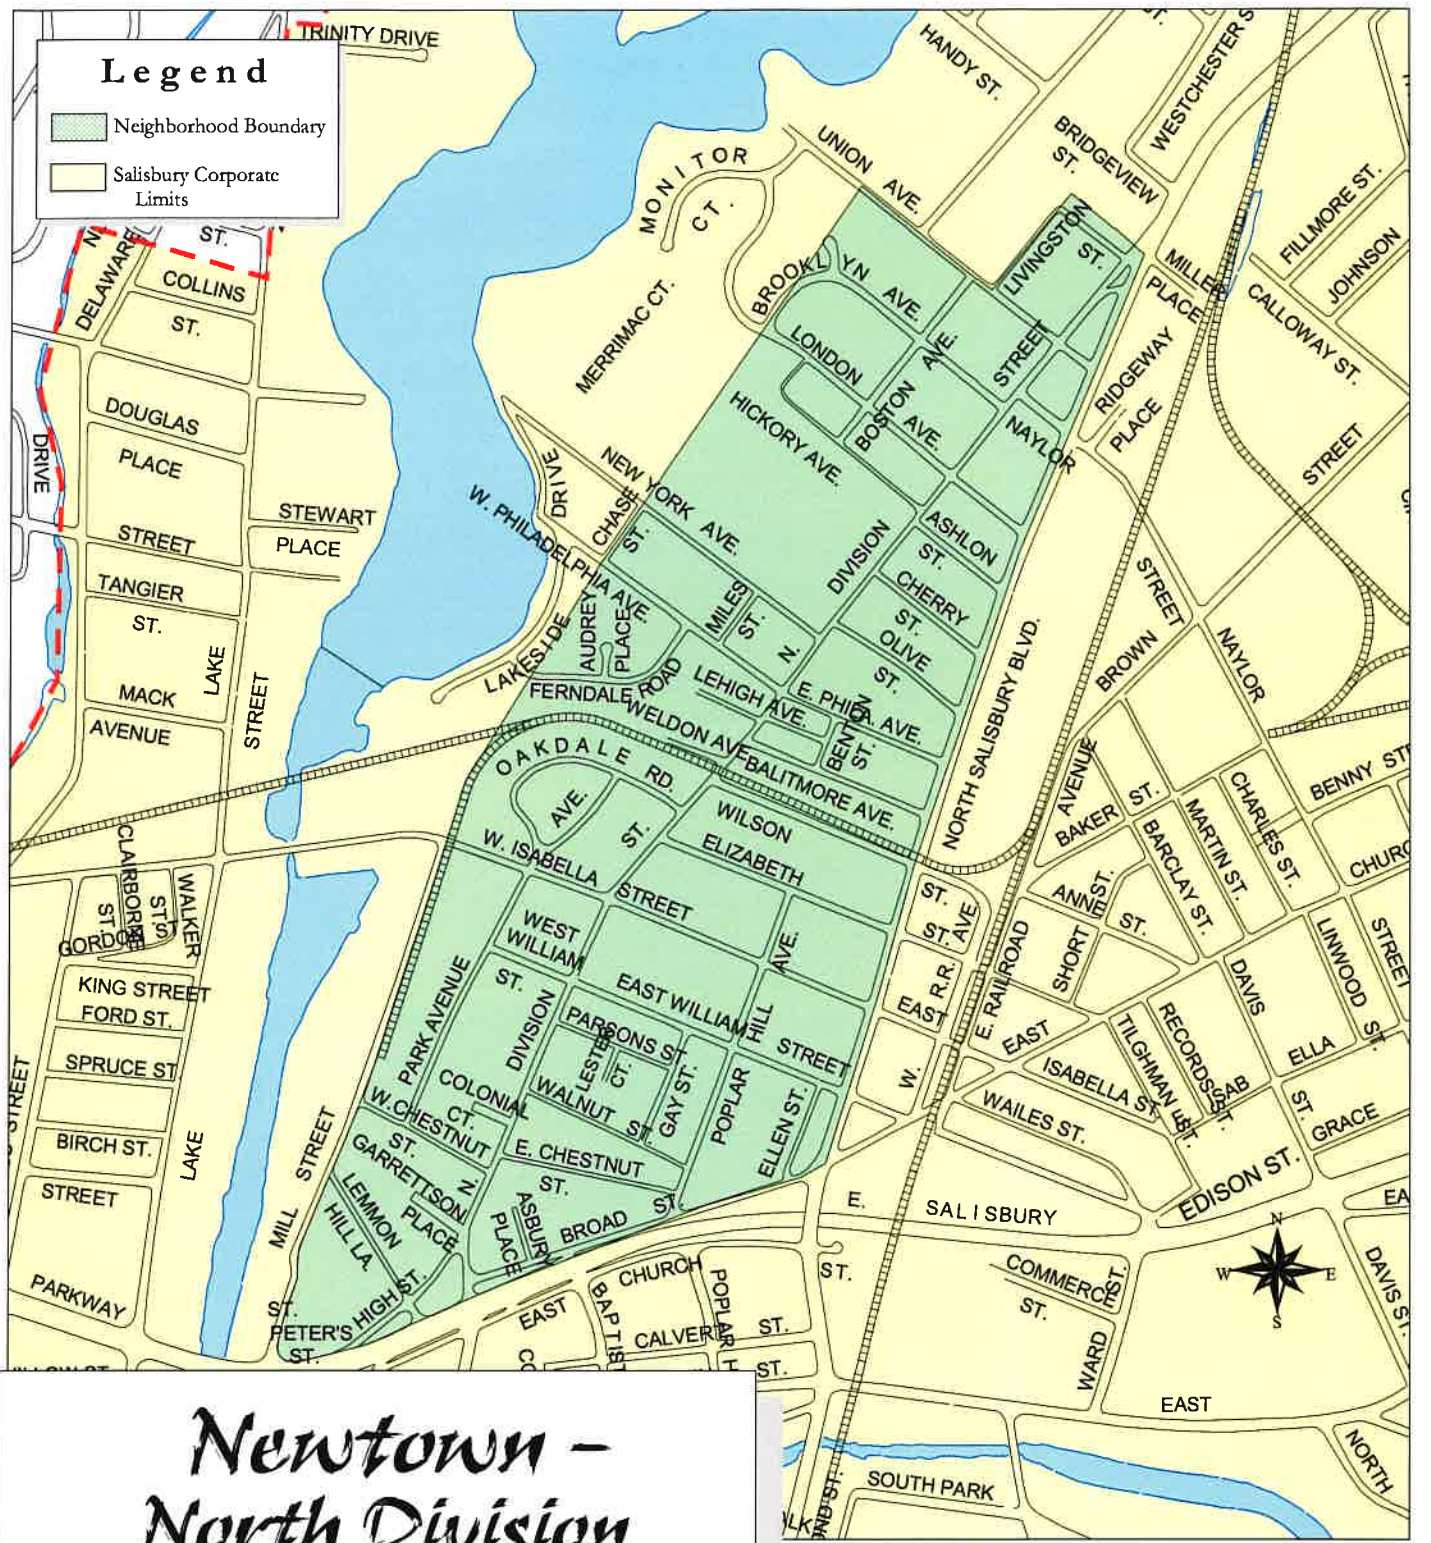 Legend
Neighborhood Boundary
Salisbury Corporate
Limits
TRINITY DRIVE
HANDY ST.
WESTCHESTER S
BRIDGEVIEW
ST.
UNION AVE.
MONITOR
CT.
MERRIMAC CT.
BROOKLYN AVE.
LIVINGSTON
ST.
MILLER
PLACE
FILLMORE ST.
JOHNSON
CALLOWAY ST.
STREET
RIDGEWAY
PLACE
DELAWARE
ST.
COLLINS
ST.
DOUGLAS
PLACE
DRIVE
STREET
STEWART
PLACE
TANGIER
ST.
MACK
AVENUE
LAKE
STREET
LONDON
AVE.
BOSTON
AVE.
STREET
NAYLOR
HICKORY AVE.
NEW YORK AVE.
W. PHILADELPHIA AVE.
DRIVE
CHASE
ST.
LAKESIDE
AUDREY
PLACE
FERNDALE ROAD
MILES
ST.
N.
DIVISION
ASHLON
ST.
CHERRY
ST.
OLIVE
ST.
LEHIGH AVE.
E. PHILA. AVE.
BENTON
ST.
WELDON AVE.
BALITMORE AVE.
NORTH SALISBURY BLVD.
STREET
BROWN
NAYLOR
OAKDALE RD.
AVE.
ST.
WILSON
ST.
ELIZABETH
ST.
W. ISABELLA
STREET
WEST
WILLIAM
ST.
EAST WILLIAM
STREET
AVE.
HILL
POPLAR
PARK AVENUE
DIVISION
PARSONS ST.
LESTER
CT.
WALNUT
ST.
GAY ST.
ELLEN ST.
COLONIAL
CT.
W.CHESTNUT
ST.
E. CHESTNUT
ST.
GARRETTSON
PLACE
N.
LEMMON
HILL LA.
ASBURY
PLACE
BROAD ST.
HIGH ST.
ST.
PETER'S
ST.
MILL STREET
CLAIRBORNE
ST.
ST.
WALKER
ST
GORDON
KING STREET
FORD ST.
SPRUCE ST
BIRCH ST.
STREET
STREET
LAKE
PARKWAY
AVENUE
BAKER ST.
BENNY ST
CHARLES ST.
MARTIN ST.
BARCLAY ST.
CHURC
ANNE
ST.
ST.
SHORT
AVE
R.R.
EAST
W.
E. RAILROAD
EAST
ISABELLA ST.
WAILES ST.
TILGHMAN
ST.
RECORDS
ST.
DAVIS
ST.
LINWOOD ST.
STREET
ELLA
GRACE
EDISON ST.
E. SALISBURY
COMMERCE
ST.
ST.
WARD
EAST
EA
DAVIS ST.
NORTH
SOUTH PARK
CHURCH
EAST
BAPTIST
POPLAR H
CALVERT ST.
ST.
ST.
N
W
E
S
Newtown –
North Division